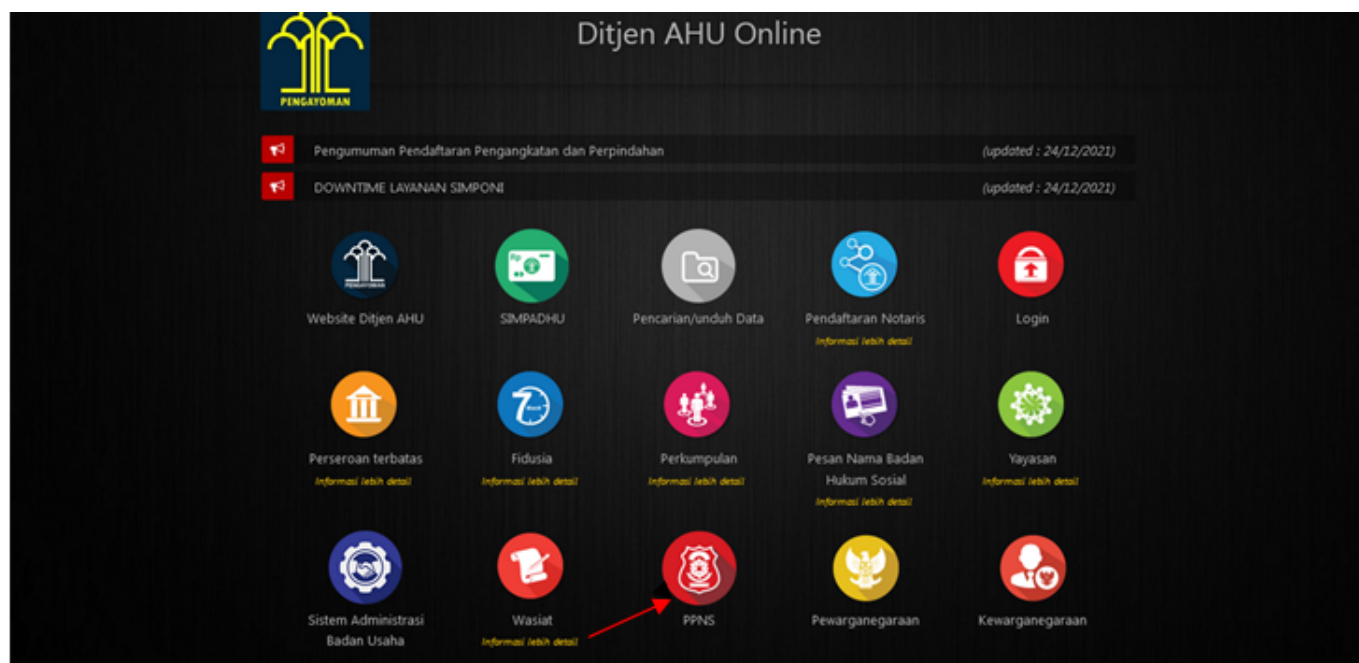 Ditjen AHU Online
PENGAYOMAN
Pengumuman Pendaftaran Pengangkatan dan Perpindahan (updated : 24/12/2021)
DOWNTIME LAYANAN SIMPONI (updated : 24/12/2021)
PENGAYOMAN
Rp
Website Ditjen AHU
SIMPADHU
Pencarian/unduh Data
Pendaftaran Notaris
Login
Informasi lebih detail
7
Perseroan terbatas
Fidusia
Perkumpulan
Pesan Nama Badan
Hukum Sosial
Yayasan
Informasi lebih detail
Informasi lebih detail
Informasi lebih detail
Informasi lebih detail
Informasi lebih detail
Sistem Administrasi
Badan Usaha
Wasiat
PPNS
Pewarganegaraan
Kewarganegaraan
Informasi lebih detail